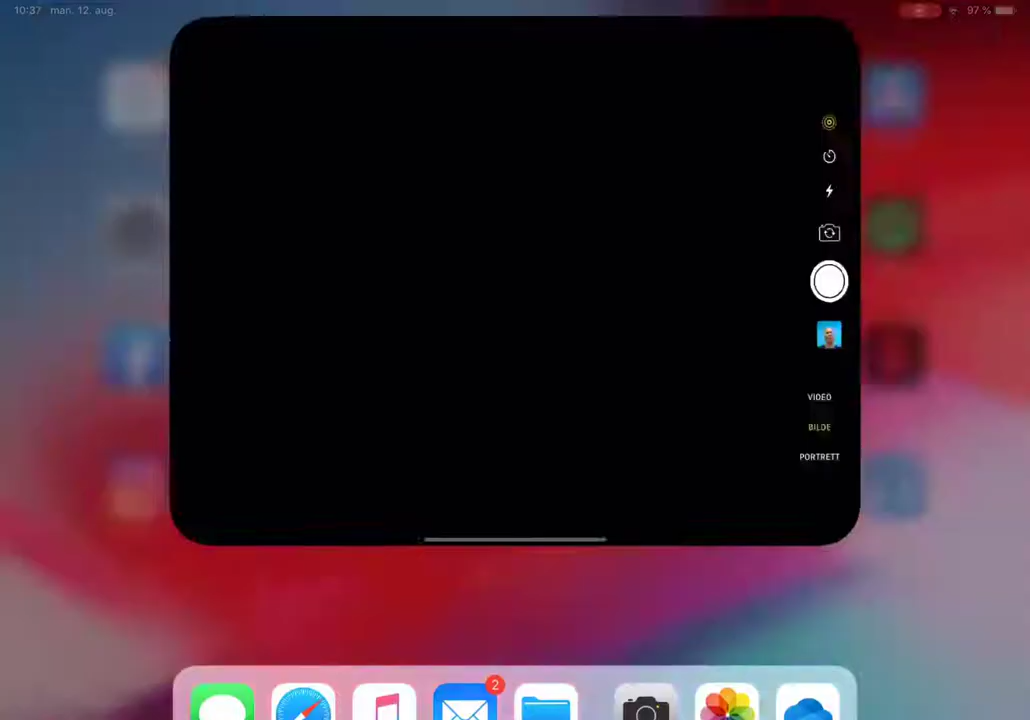 10:37 man. 12. aug.
97 %
VIDEO
BILDE
PORTRETT
2